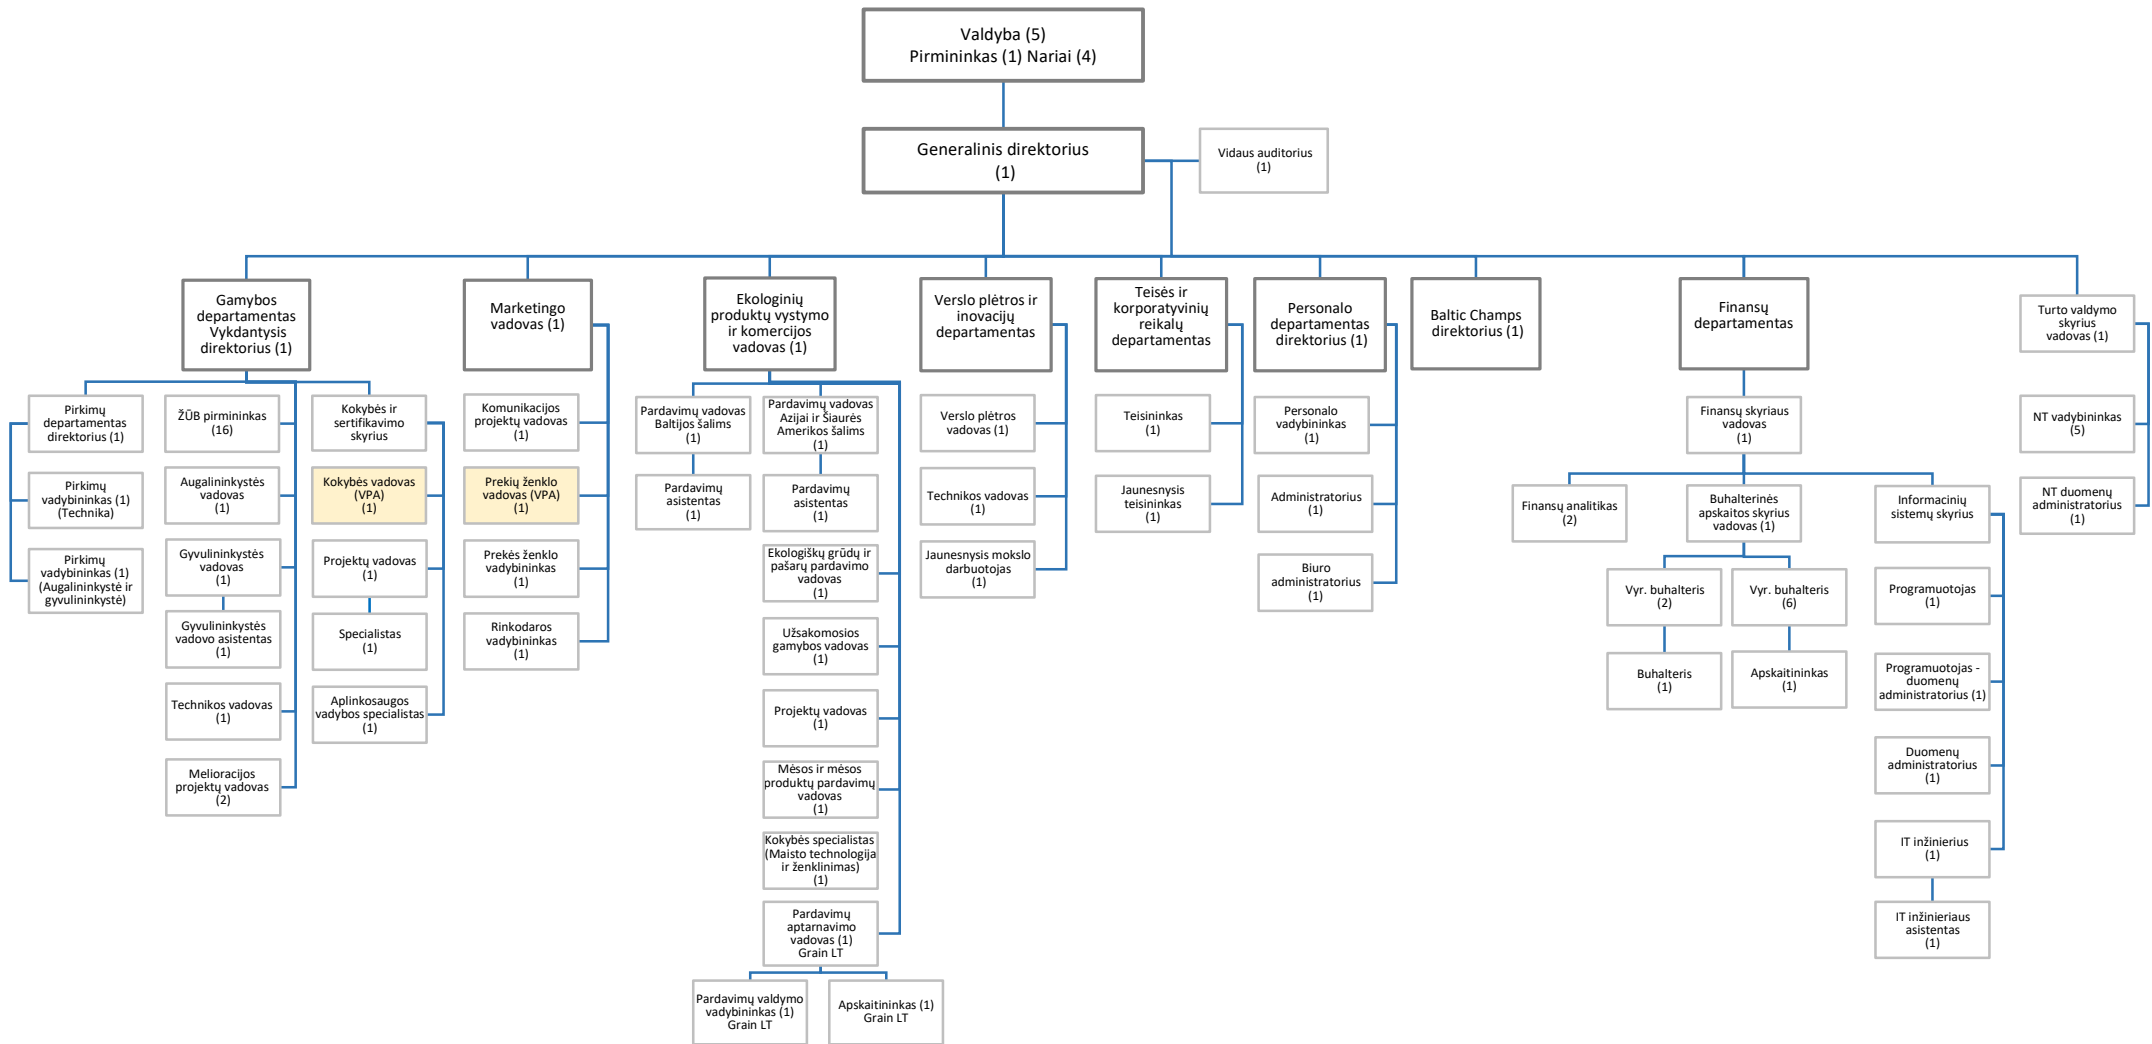 Valdyba (5)
Pirmininkas (1) Nariai (4)
Generalinis direktorius
(1)
Vidaus auditorius
(1)
Gamybos
departamentas
Vykdantysis
direktorius (1)
Pirkimų
departamentas
direktorius (1)
Pirkimų
vadybininkas (1)
(Technika)
Pirkimų
vadybininkas (1)
(Augalininkystė ir
gyvulininkystė)
ŽŪB pirmininkas
(16)
Augalininkystės
vadovas
(1)
Gyvulininkystės
vadovas
(1)
Gyvulininkystės
vadovo asistentas
(1)
Technikos vadovas
(1)
Melioracijos
projektų vadovas
(2)
Kokybės ir
sertifikavimo
skyrius
Kokybės vadovas
(VPA)
(1)
Projektų vadovas
(1)
Specialistas
(1)
Aplinkosaugos
vadybos specialistas
(1)
Marketingo
vadovas (1)
Komunikacijos
projektų vadovas
(1)
Prekių ženklo
vadovas (VPA)
(1)
Prekės ženklo
vadybininkas
(1)
Rinkodaros
vadybininkas
(1)
Ekologinių
produktų vystymo
ir komercijos
vadovas (1)
Pardavimų vadovas
Baltijos šalims
(1)
Pardavimų
asistentas
(1)
Pardavimų vadovas
Azijai ir Šiaurės
Amerikos šalims
(1)
Pardavimų
asistentas
(1)
Ekologiškų grūdų ir
pašarų pardavimo
vadovas
(1)
Užsakomosios
gamybos vadovas
(1)
Projektų vadovas
(1)
Mėsos ir mėsos
produktų pardavimų
vadovas
(1)
Kokybės specialistas
(Maisto technologija
ir ženklinimas)
(1)
Pardavimų
aptarnavimo
vadovas (1)
Grain LT
Pardavimų valdymo
vadybininkas (1)
Grain LT
Apskaitininkas (1)
Grain LT
Verslo plėtros ir
inovacijų
departamentas
Verslo plėtros
vadovas (1)
Technikos vadovas
(1)
Jaunesnysis mokslo
darbuotojas
(1)
Teisės ir
korporatyvinių
reikalų
departamentas
Teisininkas
(1)
Jaunesnysis
teisininkas
(1)
Personalo
departamentas
direktorius (1)
Personalo
vadybininkas
(1)
Administratorius
(1)
Biuro
administratorius
(1)
Baltic Champs
direktorius (1)
Finansų
departamentas
Finansų skyriaus
vadovas
(1)
Finansų analitikas
(2)
Buhalterinės
apskaitos skyrius
vadovas (1)
Vyr. buhalteris
(2)
Buhalteris
(1)
Vyr. buhalteris
(6)
Apskaitininkas
(1)
Informacinių
sistemų skyrius
Programuotojas
(1)
Programuotojas -
duomenų
administratorius (1)
Duomenų
administratorius
(1)
IT inžinierius
(1)
IT inžinieriaus
asistentas
(1)
Turto valdymo
skyrius
vadovas (1)
NT vadybininkas
(5)
NT duomenų
administratorius
(1)